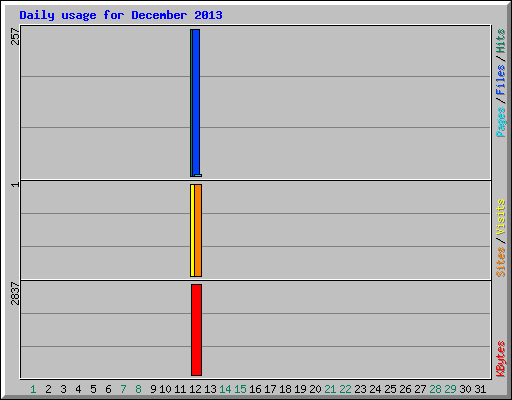 Daily usage for December 2013
257
1
2837
Pages / Files / Hits
Sites / Visits
KBytes
1 2 3 4 5 6 7 8 9 10 11 12 13 14 15 16 17 18 19 20 21 22 23 24 25 26 27 28 29 30 31